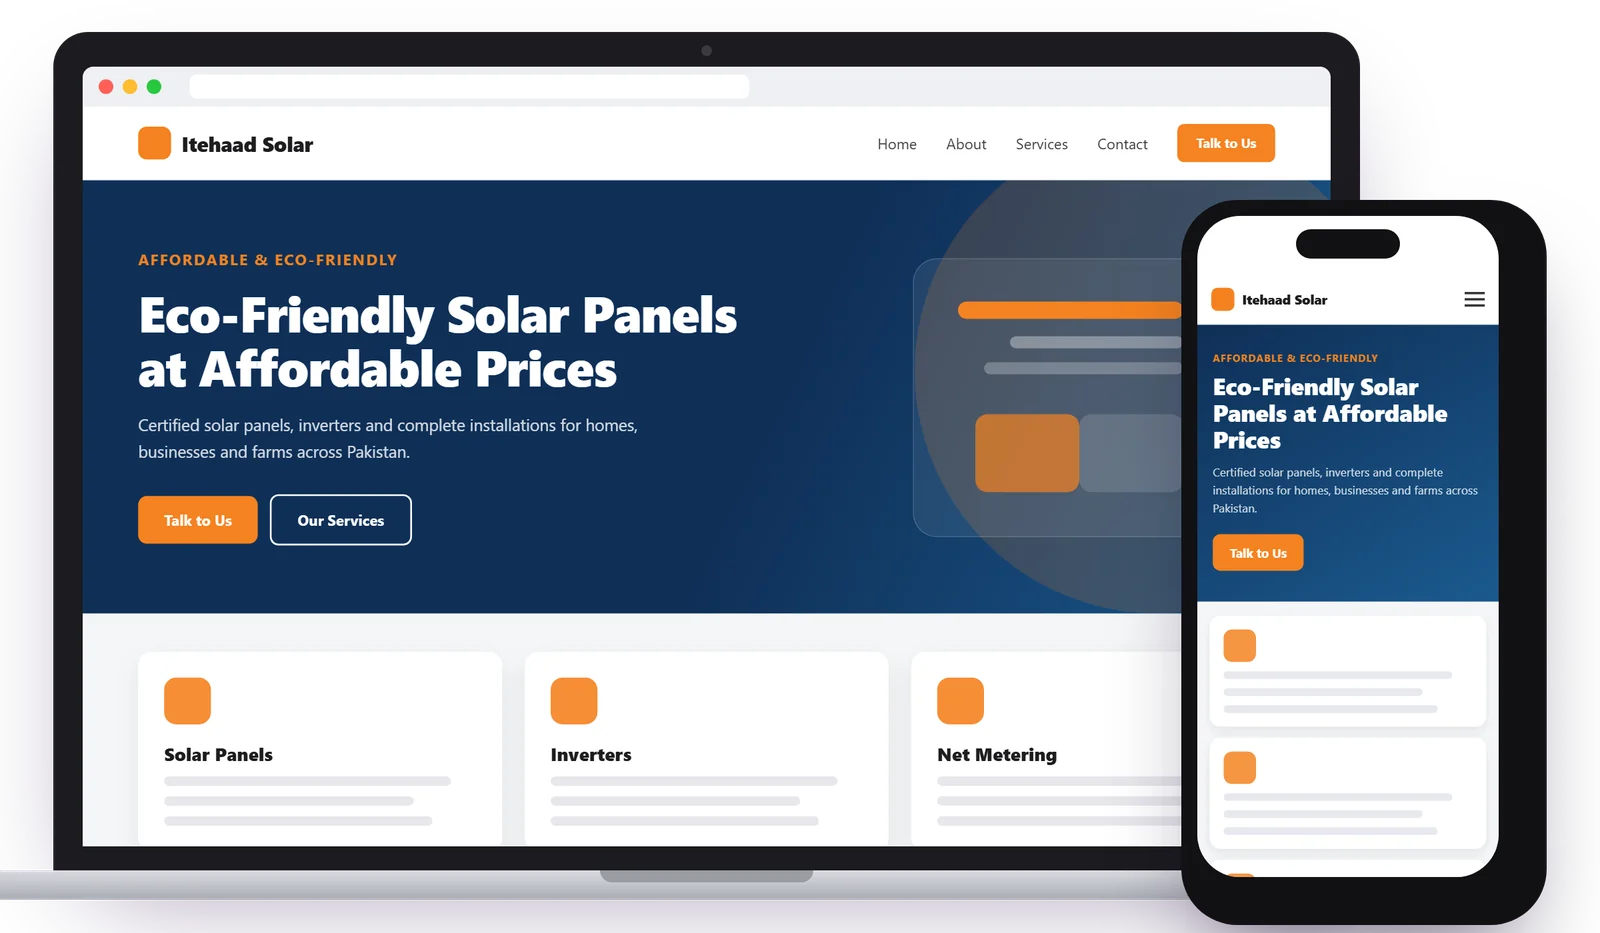 Itehaad Solar
Home About Services Contact Talk to Us
AFFORDABLE & ECO-FRIENDLY
Eco-Friendly Solar Panels
at Affordable Prices
Certified solar panels, inverters and complete installations for homes,
businesses and farms across Pakistan.
Talk to Us Our Services
Solar Panels Inverters Net Metering
Itehaad Solar
AFFORDABLE & ECO-FRIENDLY
Eco-Friendly Solar
Panels at Affordable
Prices
Certified solar panels, inverters and complete
installations for homes, businesses and farms across
Pakistan.
Talk to Us